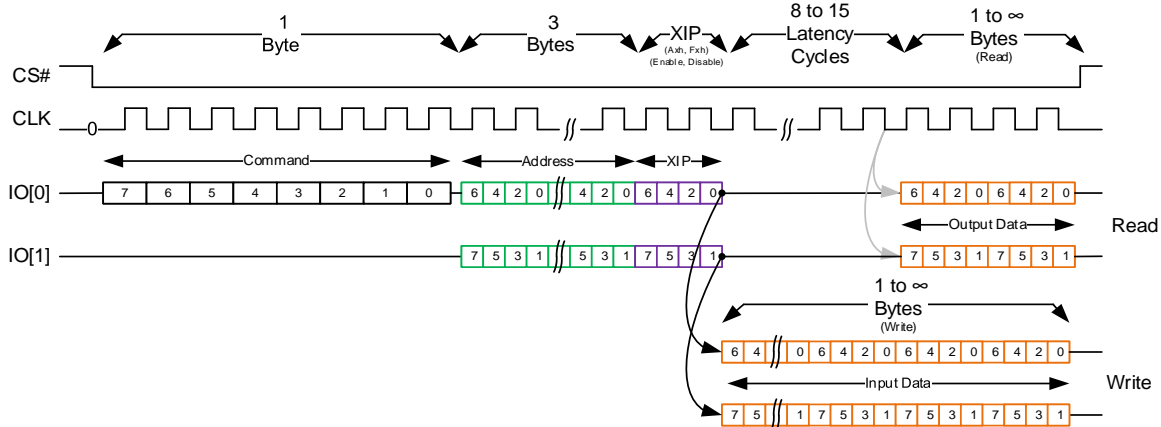 1
Byte
3
Bytes
XIP
(Axh, Fxh)
(Enable, Disable)
8 to 15
Latency
Cycles
1 to ∞
Bytes
(Read)
CS#
CLK
0
Command
Address
XIP
IO[0]
7 6 5 4 3 2 1 0 6 4 2 0 4 2 0 6 4 2 0 6 4 2 0 6 4 2 0
Output Data
Read
IO[1]
7 5 3 1 5 3 1 7 5 3 1 7 5 3 1 7 5 3 1
1 to ∞
Bytes
(Write)
6 4 0 6 4 2 0 6 4 2 0 6 4 2 0
Input Data
Write
7 5 1 7 5 3 1 7 5 3 1 7 5 3 1